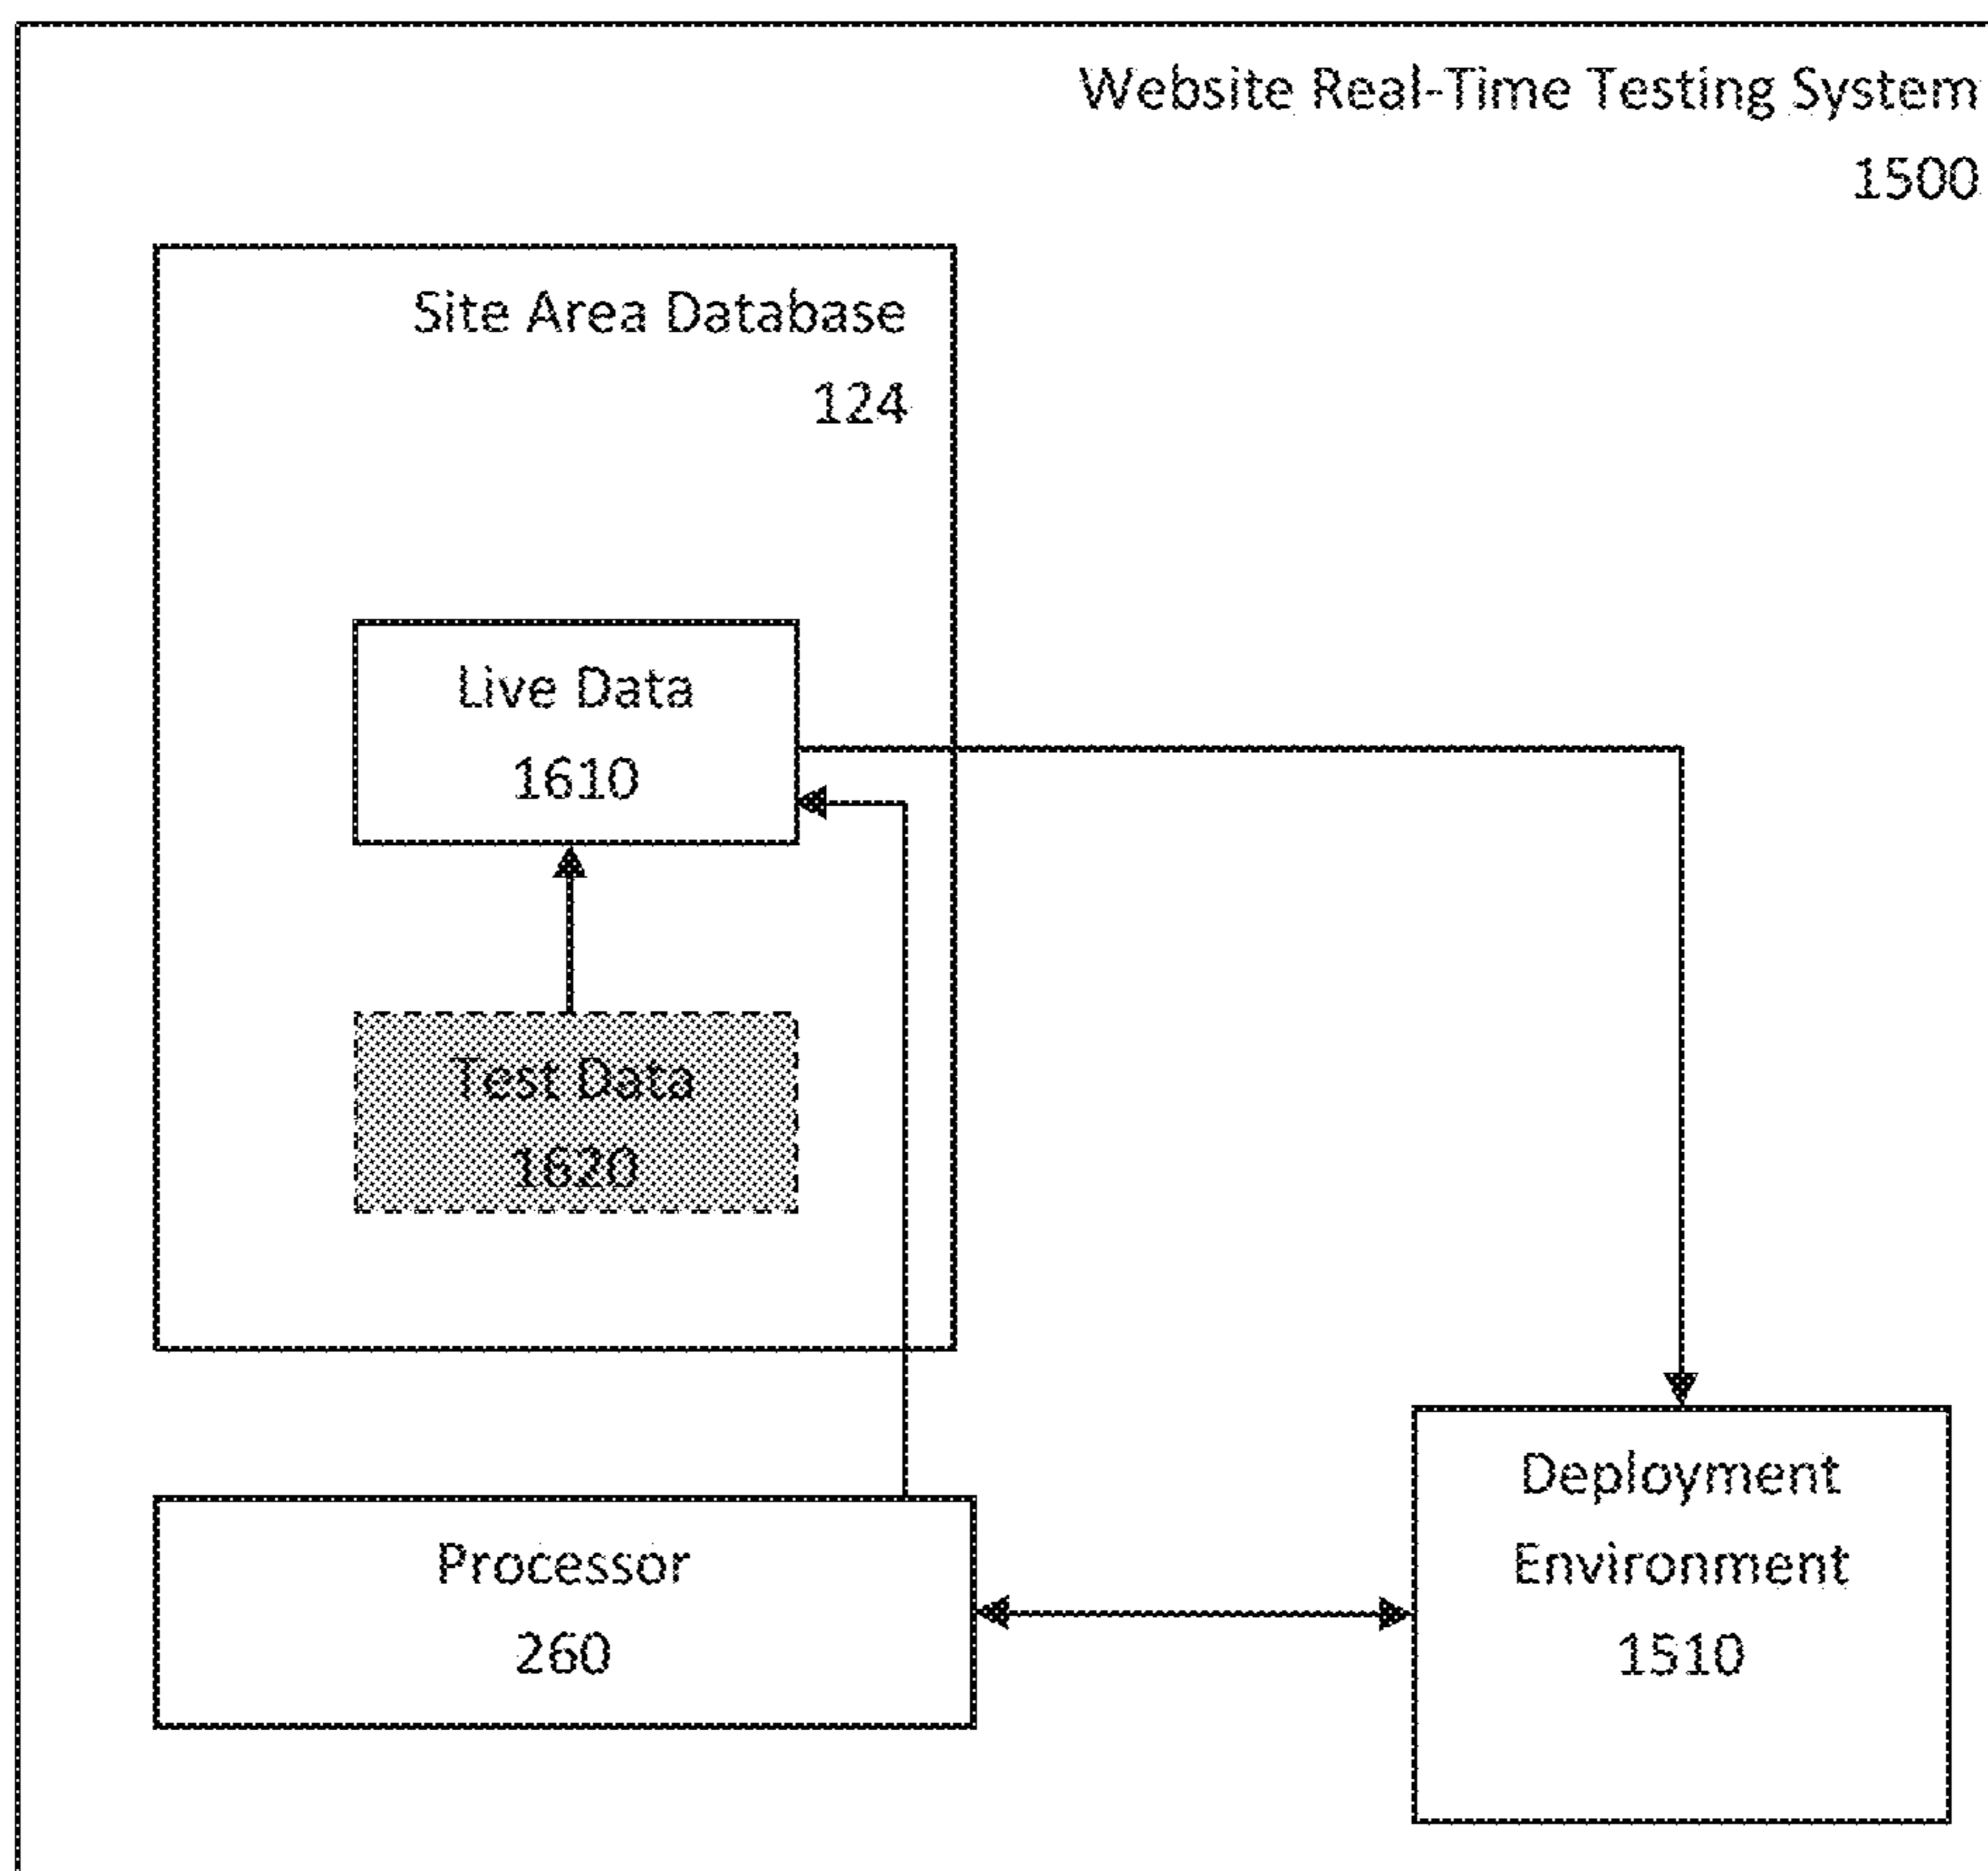 Website Real-Time Testing System
1500
Site Area Database
124
Live Data
1610
Test Data
1620
Processor
260
Deployment
Environment
1510